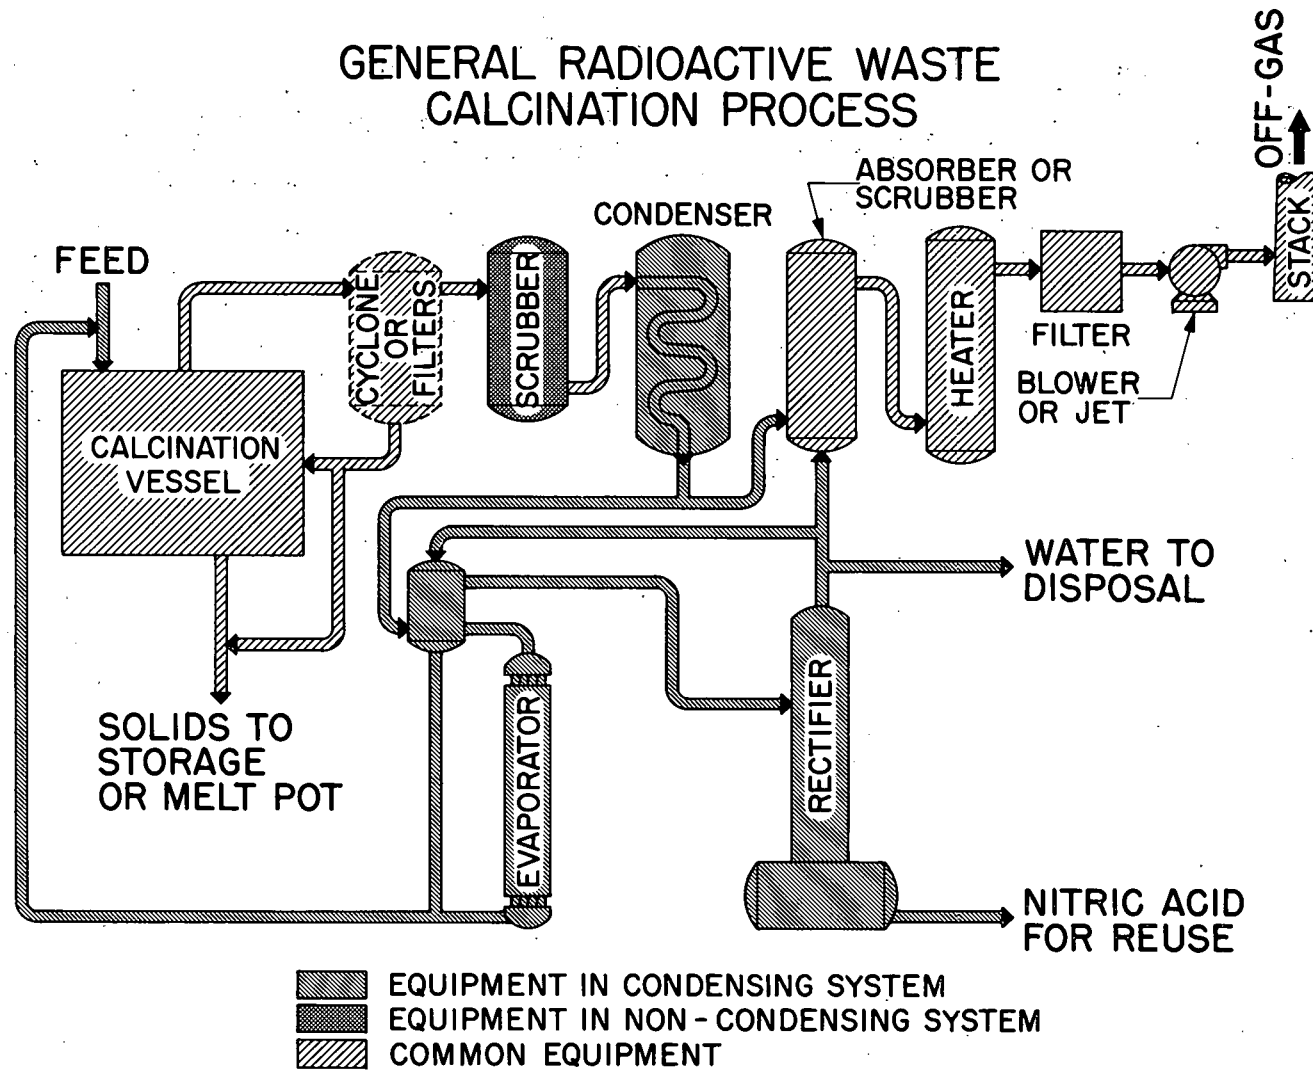 GENERAL RADIOACTIVE WASTE
CALCINATION PROCESS
OFF-GAS
STACK
ABSORBER OR
SCRUBBER
CONDENSER
FEED
CYCLONE
OR
FILTERS
SCRUBBER
HEATER
FILTER
BLOWER
OR JET
CALCINATION
VESSEL
WATER TO
DISPOSAL
SOLIDS TO
STORAGE
OR MELT POT
EVAPORATOR
RECTIFIER
NITRIC ACID
FOR REUSE
EQUIPMENT IN CONDENSING SYSTEM
EQUIPMENT IN NON-CONDENSING SYSTEM
COMMON EQUIPMENT